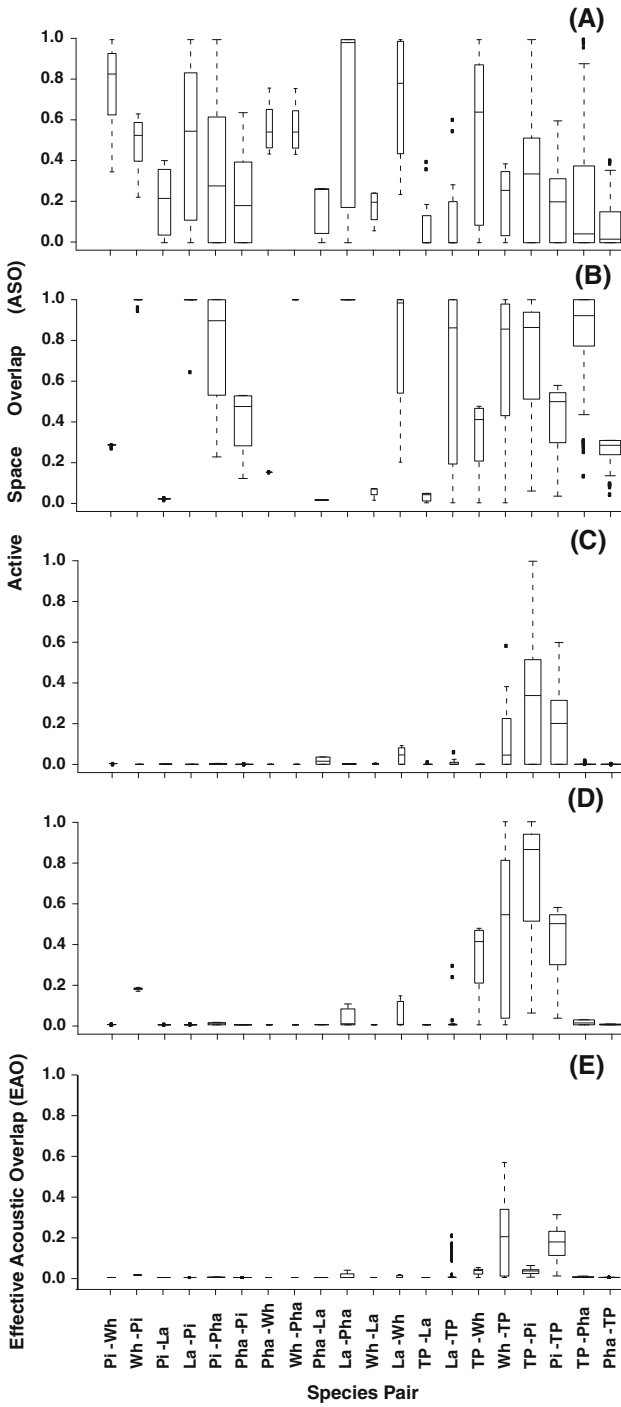 (A)
1.0
0.8
0.6
0.4
0.2
0.0
(B)
1.0
0.8
0.6
0.4
0.2
0.0
(C)
1.0
0.8
0.6
0.4
0.2
0.0
(D)
1.0
0.8
0.6
0.4
0.2
0.0
(E)
1.0
0.8
0.6
0.4
0.2
0.0
Active Space Overlap (ASO)
Effective Acoustic Overlap (EAO)
Pi -Wh
Wh -Pi
Pi -La
La -Pi
Pi -Pha
Pha -Pi
Pha -Wh
Wh -Pha
Pha -La
La -Pha
Wh -La
La -Wh
TP -La
La -TP
TP -Wh
Wh -TP
TP -Pi
Pi -TP
TP -Pha
Pha -TP
Species Pair